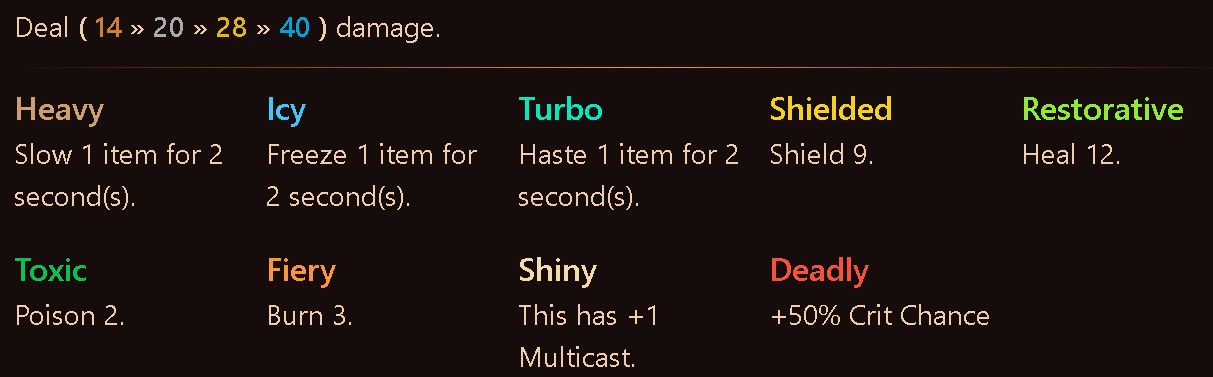 Deal ( 14 » 20 » 28 » 40 ) damage.
Heavy
Slow 1 item for 2
second(s).
Icy
Freeze 1 item for
2 second(s).
Turbo
Haste 1 item for 2
second(s).
Shielded
Shield 9.
Restorative
Heal 12.
Toxic
Poison 2.
Fiery
Burn 3.
Shiny
This has +1
Multicast.
Deadly
+50% Crit Chance